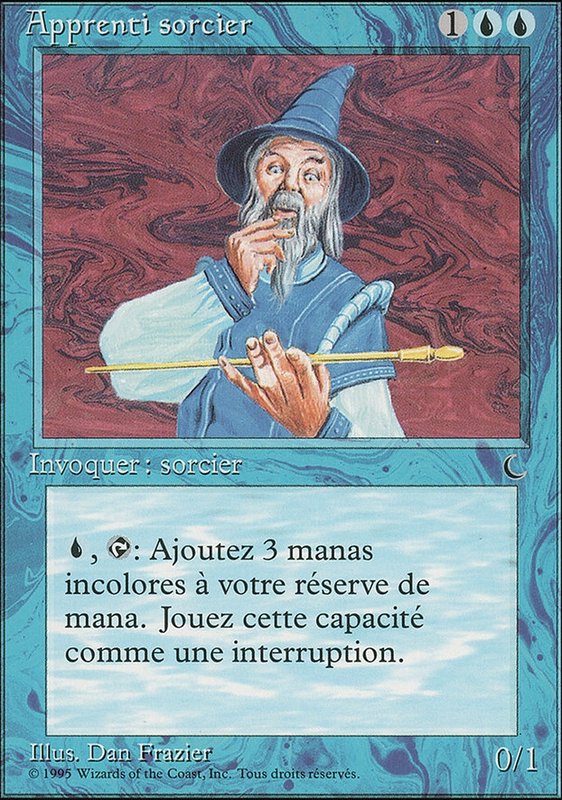 Apprenti sorcier 1
Invoquer : sorcier
, : Ajoutez 3 manas
incolores à votre réserve de
mana. Jouez cette capacité
comme une interruption.
Illus. Dan Frazier
0/1
© 1995 Wizards of the Coast, Inc. Tous droits réservés.